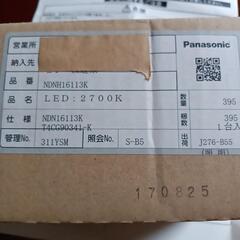 営業所
Panasonic
納入先
品番 NDNH16113K
品名 LED:2700K 数量 395
仕様 NDN16113K 梱数 395
T4CG90341-K 1台入
管理No. 311YSM 照会No. S-B5 出荷 J276-B55
170825